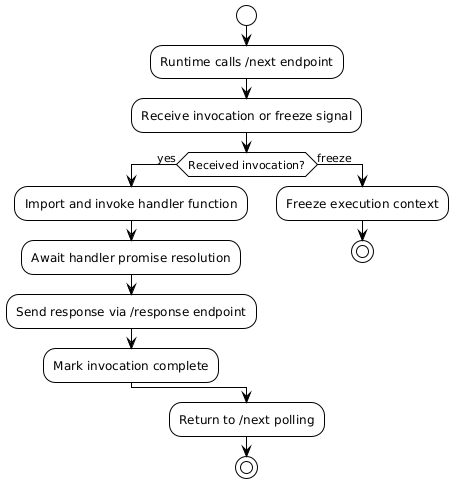 Runtime calls /next endpoint
Receive invocation or freeze signal
Received invocation?
yes
freeze
Import and invoke handler function
Freeze execution context
Await handler promise resolution
Send response via /response endpoint
Mark invocation complete
Return to /next polling